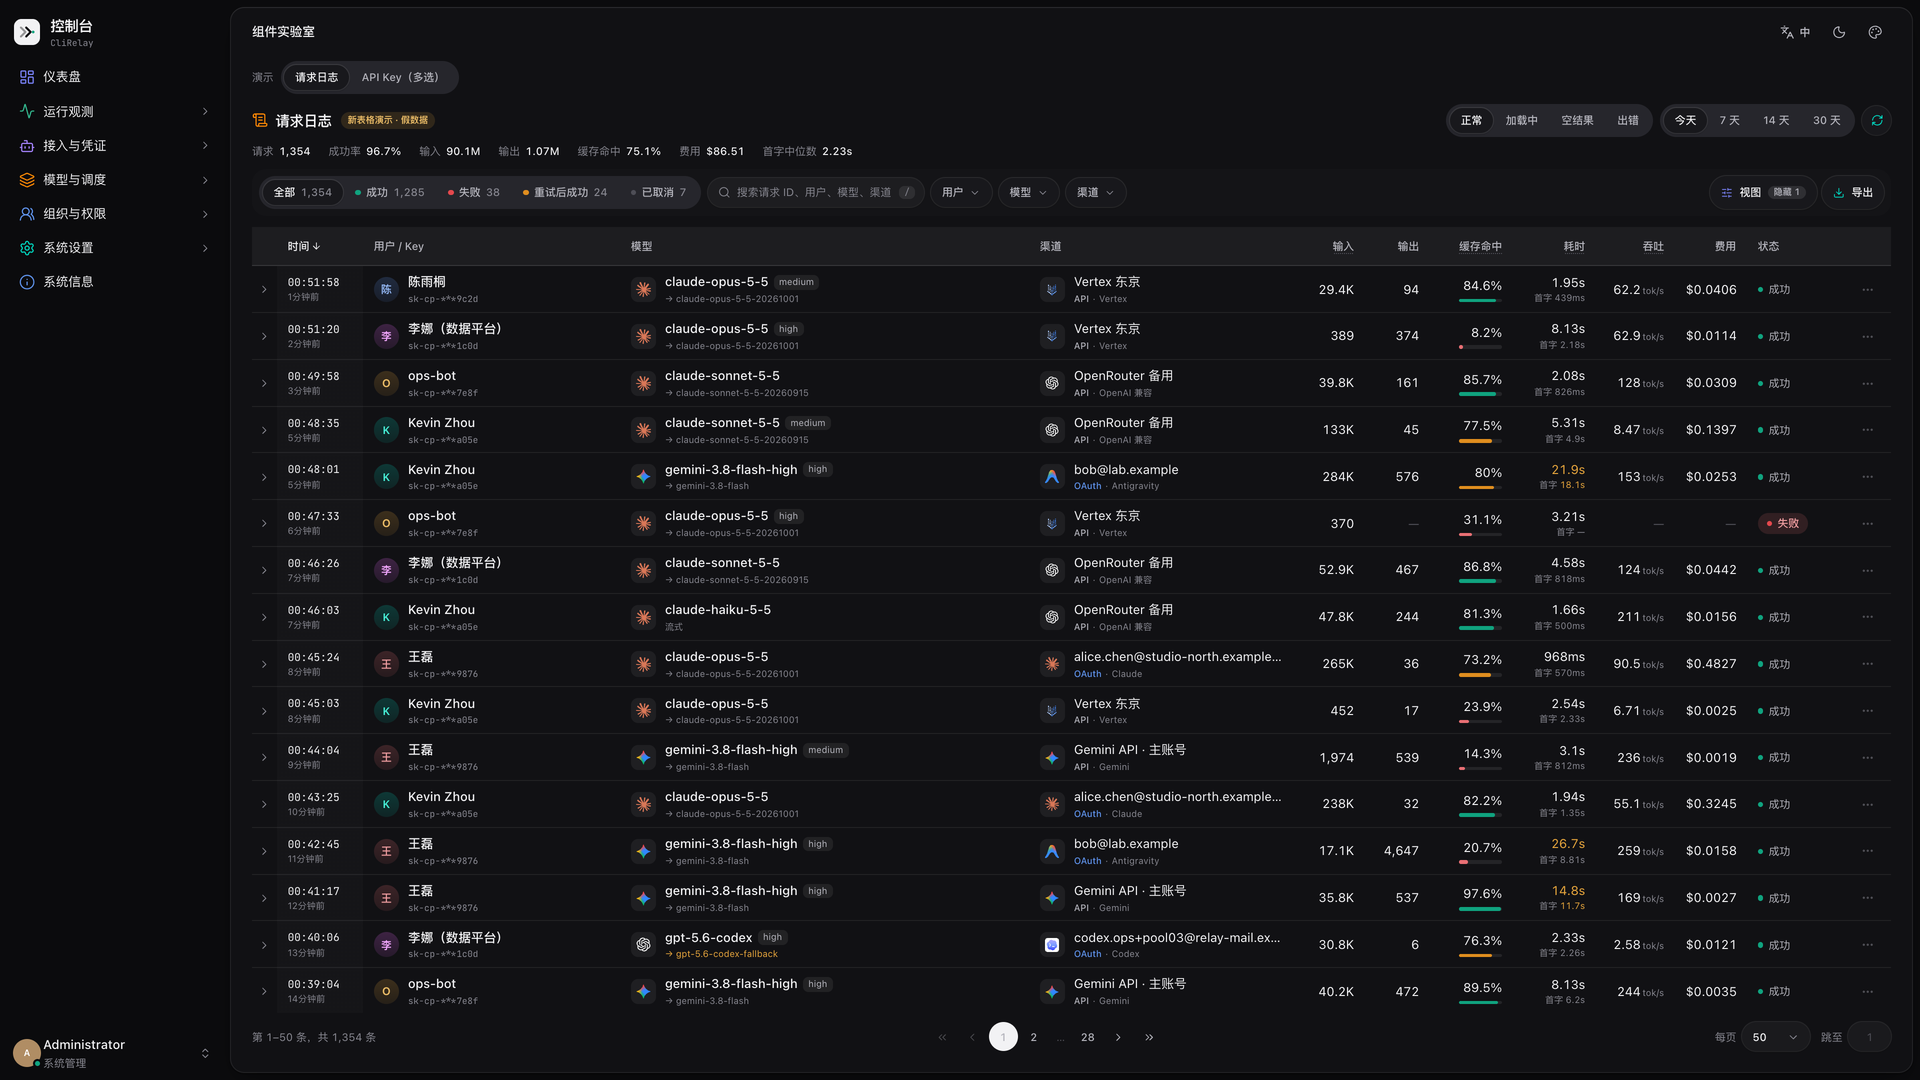 控制台
CliRelay
仪表盘
运行观测
接入与凭证
模型与调度
组织与权限
系统设置
系统信息
Administrator
系统管理
A
组件实验室
中
演示 请求日志 API Key（多选）
请求日志 新表格演示 · 假数据
正常 加载中 空结果 出错 今天 7 天 14 天 30 天
请求 1,354 成功率 96.7% 输入 90.1M 输出 1.07M 缓存命中 75.1% 费用 $86.51 首字中位数 2.23s
全部 1,354 成功 1,285 失败 38 重试后成功 24 已取消 7 搜索请求 ID、用户、模型、渠道 / 用户 模型 渠道 视图 隐藏 1 导出
时间 ↓ 用户 / Key 模型 渠道 输入 输出 缓存命中 耗时 吞吐 费用 状态
00:51:58 陈 陈雨桐 claude-opus-5-5 medium Vertex 东京 29.4K 94 84.6% 1.95s 62.2 tok/s $0.0406 成功 ···
1分钟前 sk-cp-***9c2d → claude-opus-5-5-20261001 API · Vertex 首字 439ms
00:51:20 李 李娜（数据平台） claude-opus-5-5 high Vertex 东京 389 374 8.2% 8.13s 62.9 tok/s $0.0114 成功 ···
2分钟前 sk-cp-***1c0d → claude-opus-5-5-20261001 API · Vertex 首字 2.18s
00:49:58 O ops-bot claude-sonnet-5-5 OpenRouter 备用 39.8K 161 85.7% 2.08s 128 tok/s $0.0309 成功 ···
3分钟前 sk-cp-***7e8f → claude-sonnet-5-5-20260915 API · OpenAI 兼容 首字 826ms
00:48:35 K Kevin Zhou claude-sonnet-5-5 medium OpenRouter 备用 133K 45 77.5% 5.31s 8.47 tok/s $0.1397 成功 ···
5分钟前 sk-cp-***a05e → claude-sonnet-5-5-20260915 API · OpenAI 兼容 首字 4.9s
00:48:01 K Kevin Zhou gemini-3.8-flash-high high bob@lab.example 284K 576 80% 21.9s 153 tok/s $0.0253 成功 ···
5分钟前 sk-cp-***a05e → gemini-3.8-flash OAuth · Antigravity 首字 18.1s
00:47:33 O ops-bot claude-opus-5-5 high Vertex 东京 370 — 31.1% 3.21s — — 失败 ···
6分钟前 sk-cp-***7e8f → claude-opus-5-5-20261001 API · Vertex 首字 —
00:46:26 李 李娜（数据平台） claude-sonnet-5-5 OpenRouter 备用 52.9K 467 86.8% 4.58s 124 tok/s $0.0442 成功 ···
7分钟前 sk-cp-***1c0d → claude-sonnet-5-5-20260915 API · OpenAI 兼容 首字 818ms
00:46:03 K Kevin Zhou claude-haiku-5-5 OpenRouter 备用 47.8K 244 81.3% 1.66s 211 tok/s $0.0156 成功 ···
7分钟前 sk-cp-***a05e 流式 API · OpenAI 兼容 首字 500ms
00:45:24 王 王磊 claude-opus-5-5 alice.chen@studio-north.example... 265K 36 73.2% 968ms 90.5 tok/s $0.4827 成功 ···
8分钟前 sk-cp-***9876 → claude-opus-5-5-20261001 OAuth · Claude 首字 570ms
00:45:03 K Kevin Zhou claude-opus-5-5 Vertex 东京 452 17 23.9% 2.54s 6.71 tok/s $0.0025 成功 ···
8分钟前 sk-cp-***a05e → claude-opus-5-5-20261001 API · Vertex 首字 2.33s
00:44:04 王 王磊 gemini-3.8-flash-high medium Gemini API · 主账号 1,974 539 14.3% 3.1s 236 tok/s $0.0019 成功 ···
9分钟前 sk-cp-***9876 → gemini-3.8-flash API · Gemini 首字 812ms
00:43:25 K Kevin Zhou claude-opus-5-5 alice.chen@studio-north.example... 238K 32 82.2% 1.94s 55.1 tok/s $0.3245 成功 ···
10分钟前 sk-cp-***a05e → claude-opus-5-5-20261001 OAuth · Claude 首字 1.35s
00:42:45 王 王磊 gemini-3.8-flash-high high bob@lab.example 17.1K 4,647 20.7% 26.7s 259 tok/s $0.0158 成功 ···
11分钟前 sk-cp-***9876 → gemini-3.8-flash OAuth · Antigravity 首字 8.81s
00:41:17 王 王磊 gemini-3.8-flash-high high Gemini API · 主账号 35.8K 537 97.6% 14.8s 169 tok/s $0.0027 成功 ···
12分钟前 sk-cp-***9876 → gemini-3.8-flash API · Gemini 首字 11.7s
00:40:06 李 李娜（数据平台） gpt-5.6-codex high codex.ops+pool03@relay-mail.ex... 30.8K 6 76.3% 2.33s 2.58 tok/s $0.0121 成功 ···
13分钟前 sk-cp-***1c0d → gpt-5.6-codex-fallback OAuth · Codex 首字 2.26s
00:39:04 O ops-bot gemini-3.8-flash-high high Gemini API · 主账号 40.2K 472 89.5% 8.13s 244 tok/s $0.0035 成功 ···
14分钟前 sk-cp-***7e8f → gemini-3.8-flash API · Gemini 首字 6.2s
第 1–50 条，共 1,354 条 « ‹ 1 2 ... 28 › » 每页 50 跳至 1